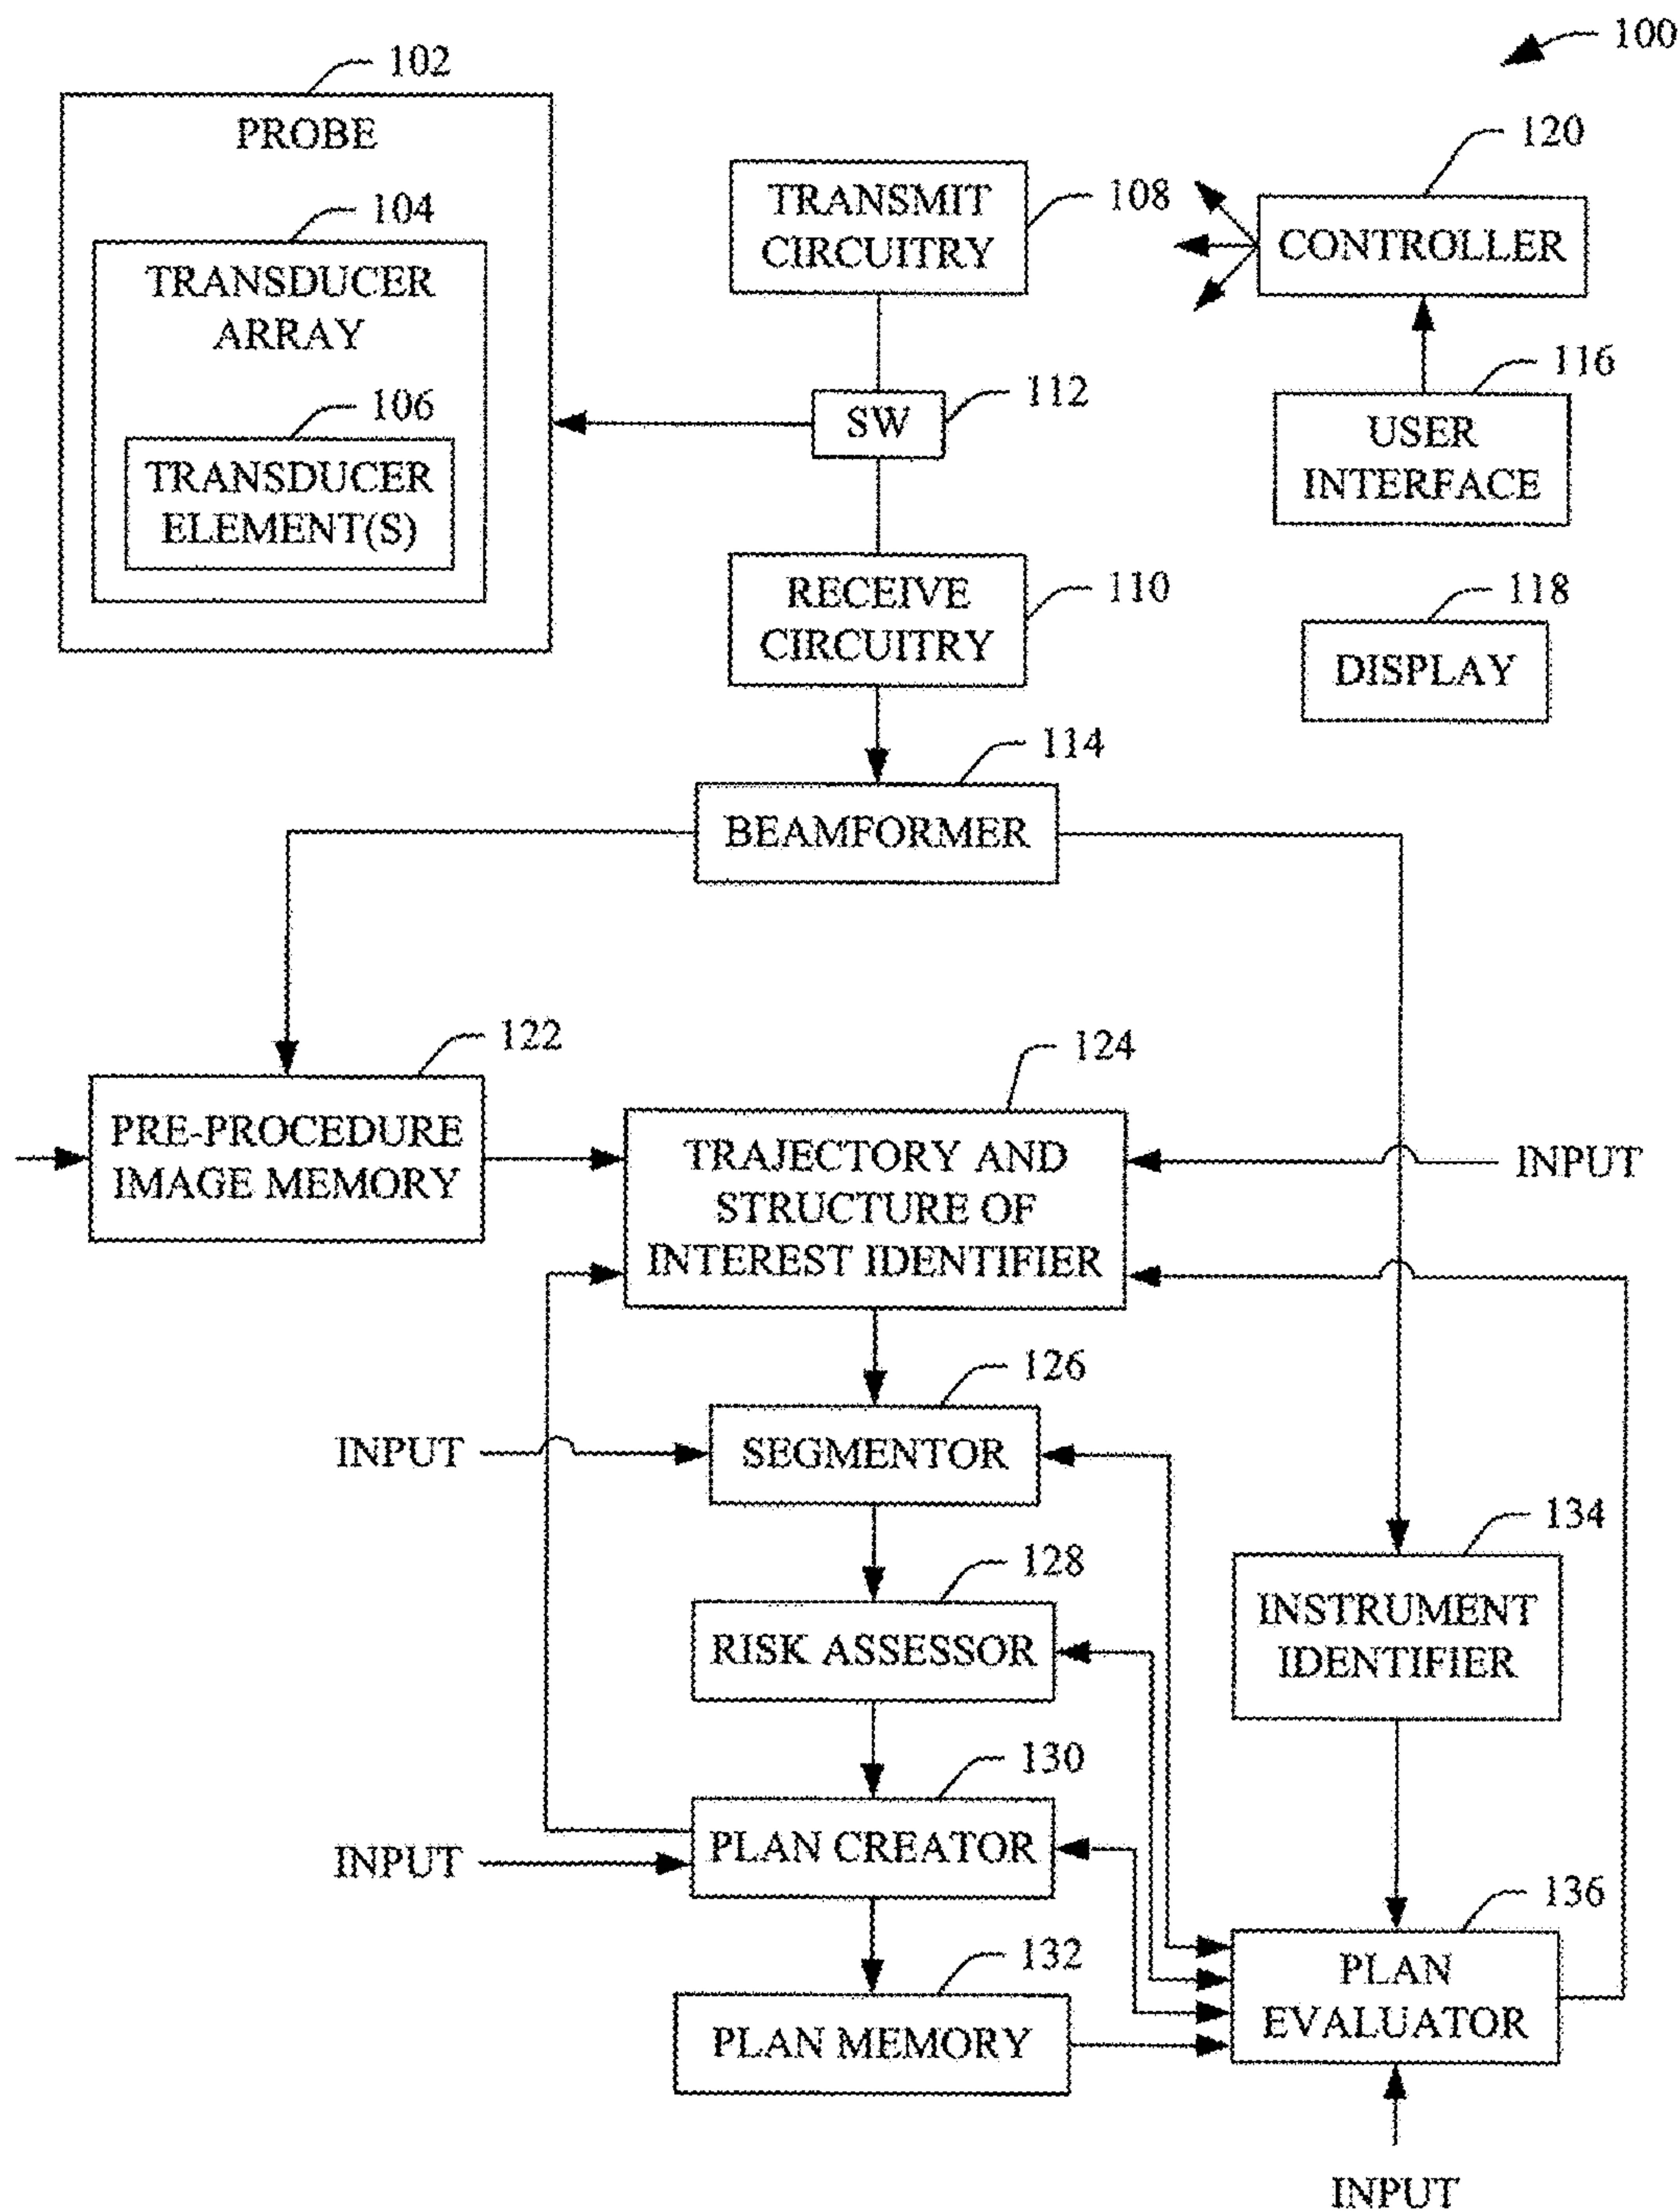 100
102
PROBE
104
TRANSDUCER
ARRAY
106
TRANSDUCER
ELEMENT(S)
TRANSMIT
CIRCUITRY
108
120
CONTROLLER
112
SW
116
USER
INTERFACE
RECEIVE
CIRCUITRY
110
118
DISPLAY
114
BEAMFORMER
122
PRE-PROCEDURE
IMAGE MEMORY
124
TRAJECTORY AND
STRUCTURE OF
INTEREST IDENTIFIER
INPUT
126
INPUT
SEGMENTOR
128
RISK ASSESSOR
134
INSTRUMENT
IDENTIFIER
130
INPUT
PLAN CREATOR
132
PLAN MEMORY
136
PLAN
EVALUATOR
INPUT